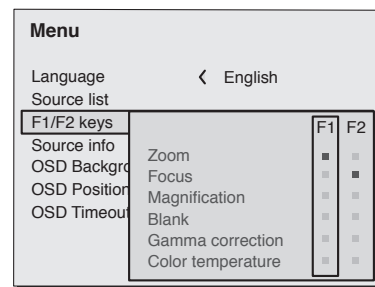 Menu
Language English
Source list
F1/F2 keys
Source info
OSD Backgro
OSD Position
OSD Timeout
F1 F2
Zoom
Focus
Magnification
Blank
Gamma correction
Color temperature